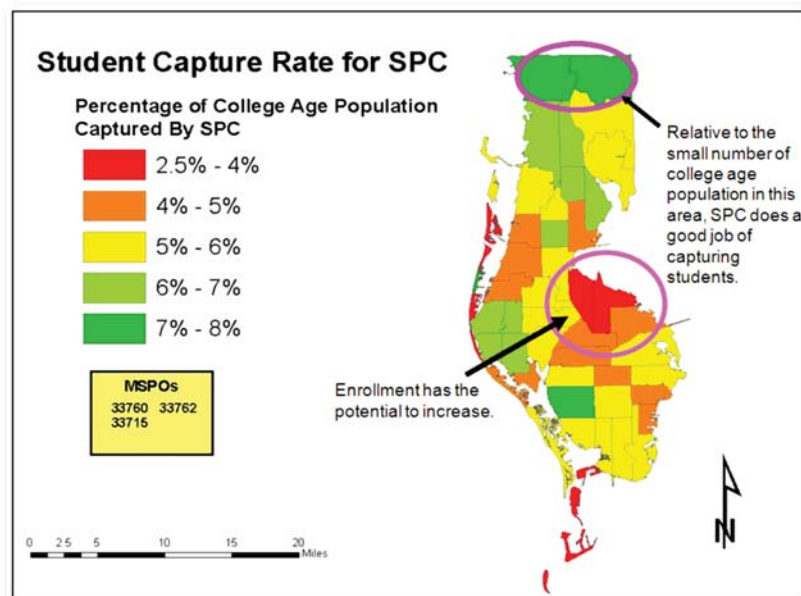 Student Capture Rate for SPC
Percentage of College Age Population
Captured By SPC
2.5% - 4%
4% - 5%
5% - 6%
6% - 7%
7% - 8%
MSPOs
33760 33762
33715
Relative to the
small number of
college age
population in this
area, SPC does a
good job of
capturing
students.
Enrollment has the
potential to increase.
N
0 2.5 5 10 15 20
Miles